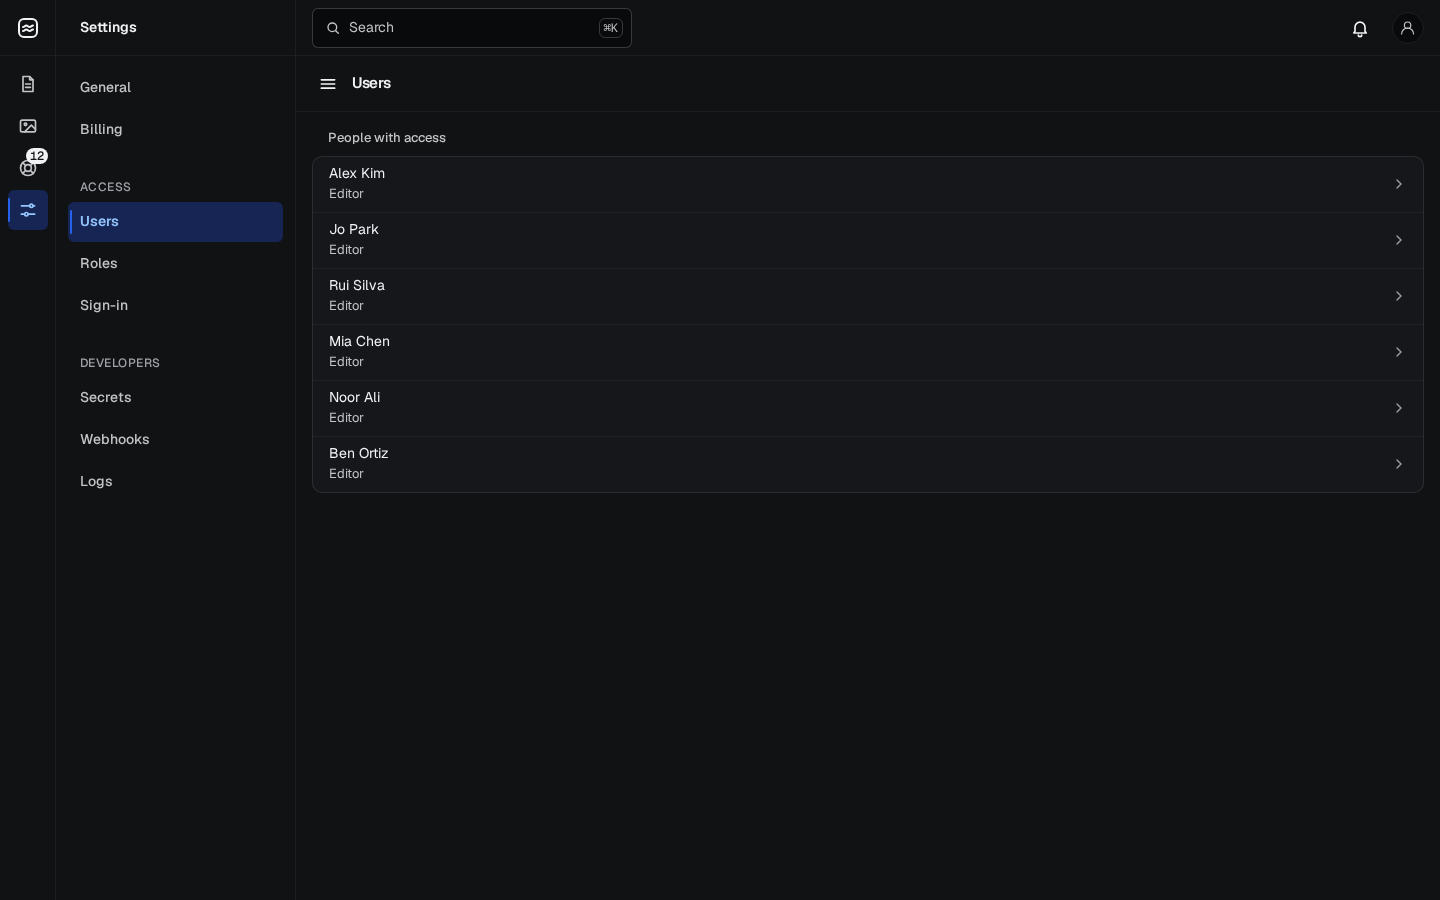 Settings
Search
⌘K
12
General
Billing
ACCESS
Users
Roles
Sign-in
DEVELOPERS
Secrets
Webhooks
Logs
Users
People with access
Alex Kim
Editor
Jo Park
Editor
Rui Silva
Editor
Mia Chen
Editor
Noor Ali
Editor
Ben Ortiz
Editor